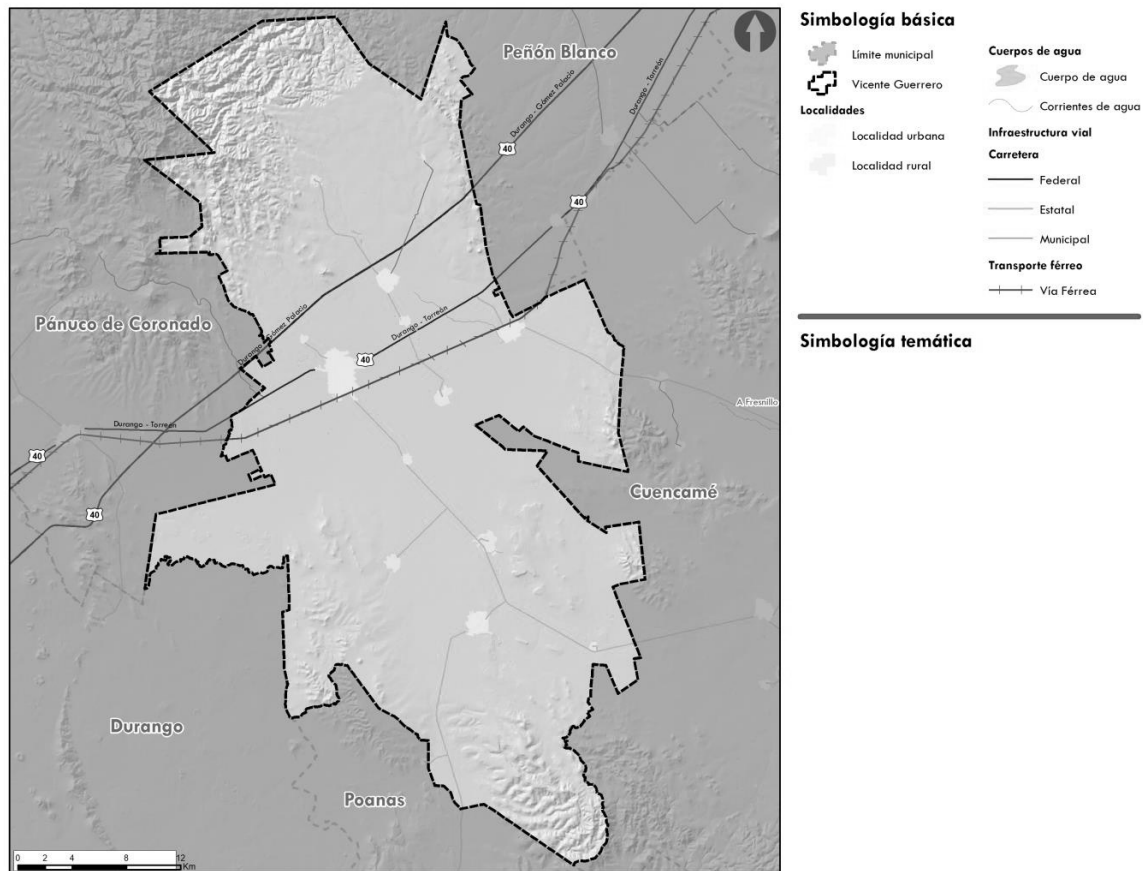 Peñón Blanco
Durango - Torreón
Durango - Gómez Palacio
40
40
Pánuco de Coronado
Durango - Gómez Palacio
Durango - Torreón
40
A Fresnillo
Durango - Torreón
40
Cuencamé
40
Durango
Poanas
0 2 4 8 12
Km
Simbología básica
Límite municipal
Vicente Guerrero
Localidades
Localidad urbana
Localidad rural
Cuerpos de agua
Cuerpo de agua
Corrientes de agua
Infraestructura vial
Carretera
Federal
Estatal
Municipal
Transporte férreo
Vía Férrea
Simbología temática